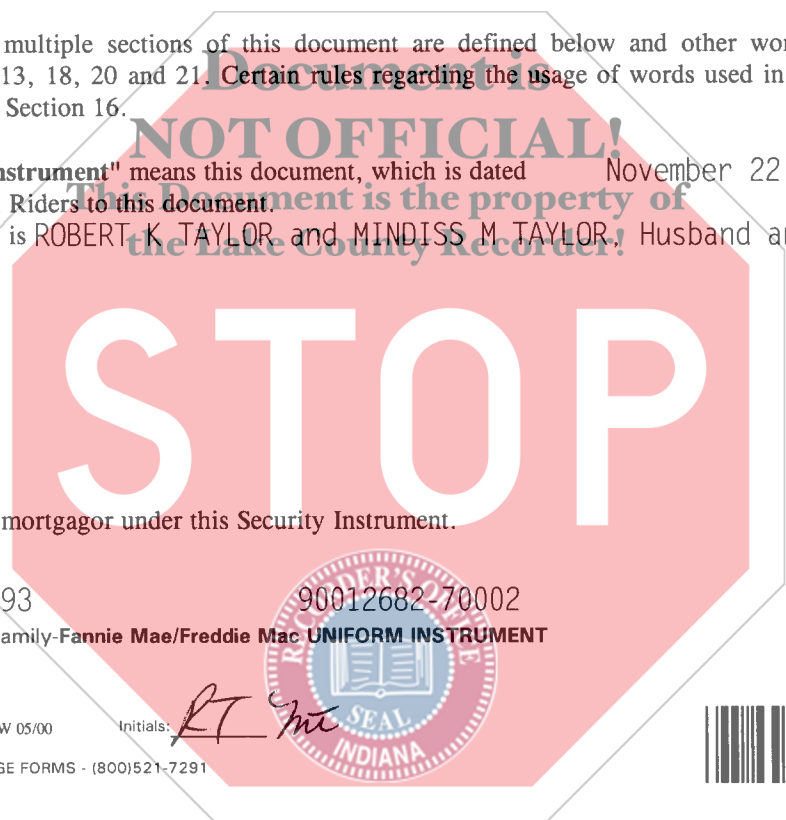 multiple sections of this document are defined below and other wor
13, 18, 20 and 21. Certain rules regarding the usage of words used in
Section 16.
Document is
NOT OFFICIAL!
This Document is the property of
the Lake County Recorder!
nstrument" means this document, which is dated November 22
Riders to this document.
is ROBERT K TAYLOR and MINDISS M TAYLOR, Husband a
STOP
mortgagor under this Security Instrument.
93 90012682-70002
amily-Fannie Mae/Freddie Mac UNIFORM INSTRUMENT
RECORDER'S OFFICE
SEAL
INDIANA
W 05/00 Initials: RT MT
GE FORMS - (800)521-7291